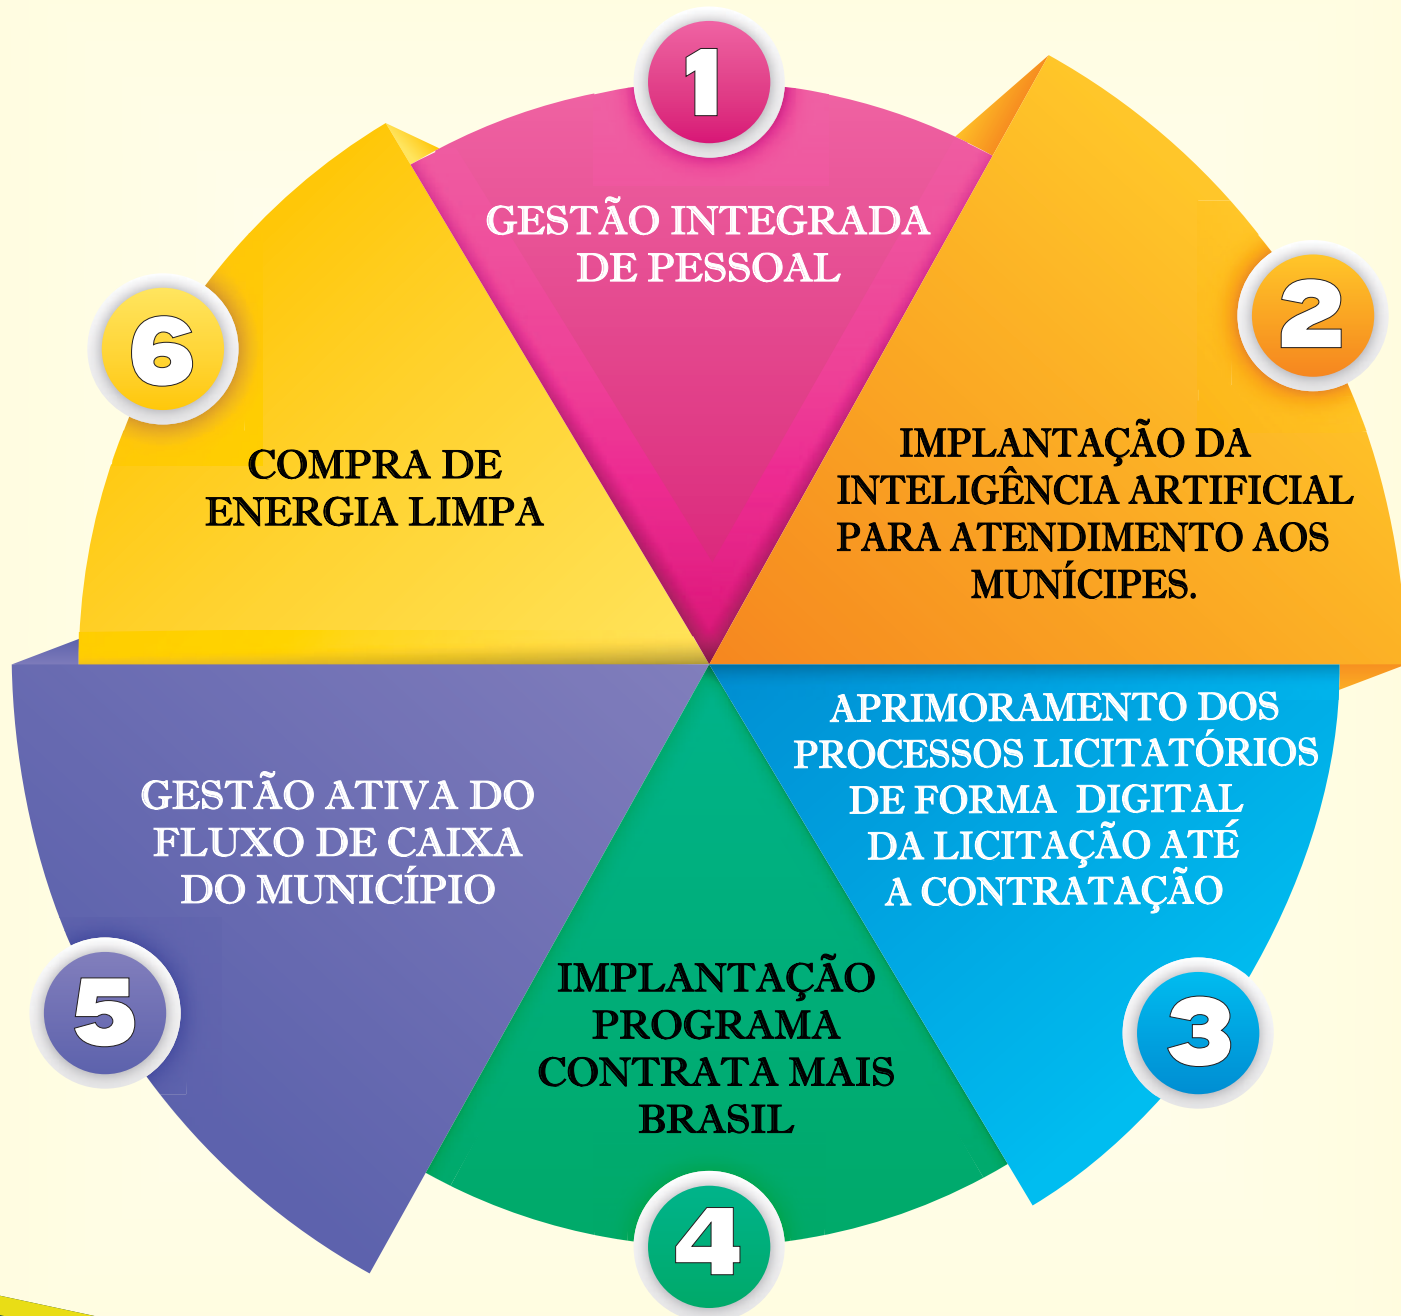 1
GESTÃO INTEGRADA
DE PESSOAL
2
IMPLANTAÇÃO DA
INTELIGÊNCIA ARTIFICIAL
PARA ATENDIMENTO AOS
MUNÍCIPES.
3
APRIMORAMENTO DOS
PROCESSOS LICITATÓRIOS
DE FORMA DIGITAL
DA LICITAÇÃO ATÉ
A CONTRATAÇÃO
4
IMPLANTAÇÃO
PROGRAMA
CONTRATA MAIS
BRASIL
5
GESTÃO ATIVA DO
FLUXO DE CAIXA
DO MUNICÍPIO
6
COMPRA DE
ENERGIA LIMPA